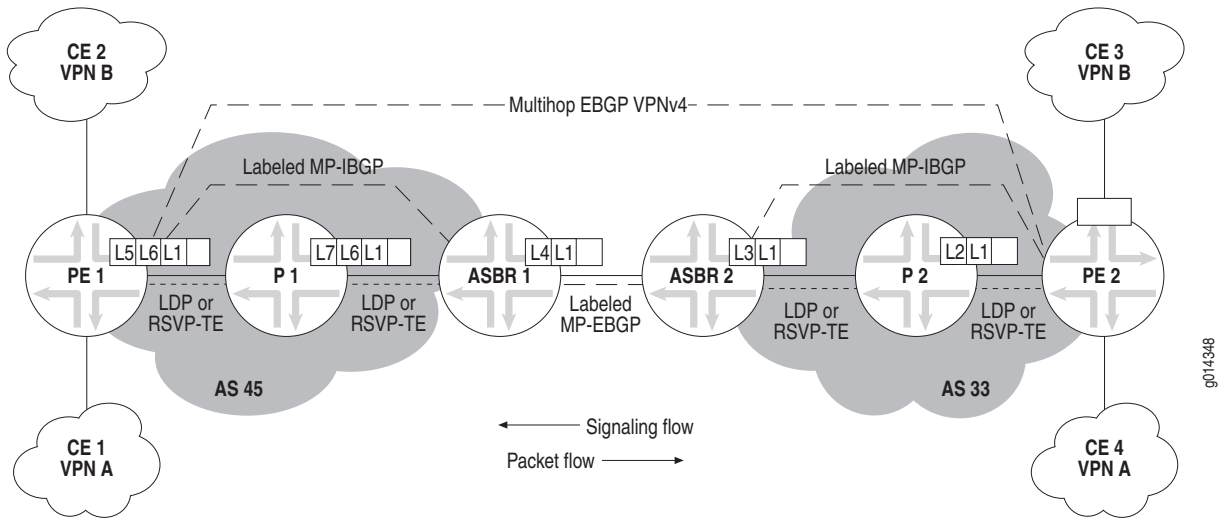 CE 2
VPN B
CE 3
VPN B
Multihop EBGP VPNv4
Labeled MP-IBGP
Labeled MP-IBGP
L5 L6 L1
L7 L6 L1
L4 L1
L3 L1
L2 L1
PE 1
P 1
ASBR 1
ASBR 2
P 2
PE 2
LDP or
RSVP-TE
LDP or
RSVP-TE
Labeled
MP-EBGP
LDP or
RSVP-TE
LDP or
RSVP-TE
AS 45
AS 33
Signaling flow
Packet flow
CE 1
VPN A
CE 4
VPN A
g014348